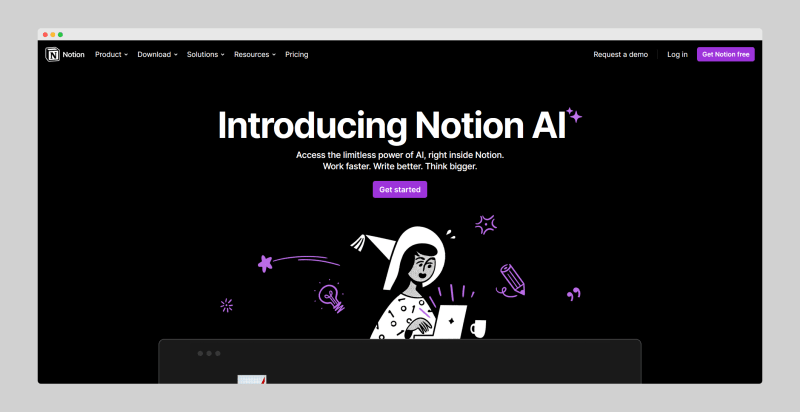 Notion
Product
Download
Solutions
Resources
Pricing
Request a demo
Log in
Get Notion free
Introducing Notion AI
Access the limitless power of AI, right inside Notion.
Work faster. Write better. Think bigger.
Get started